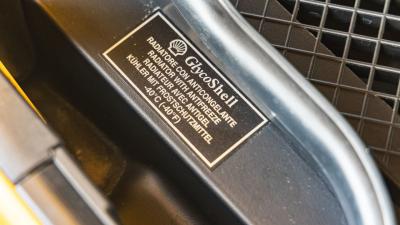 GlycoShell
RADIATORE CON ANTICONGELANTE
RADIATOR WITH ANTIFREEZE
RADIATEUR AVEC ANTIGEL
KÜHLER MIT FROSTSCHUTZMITTEL
-40°C (-40°F)